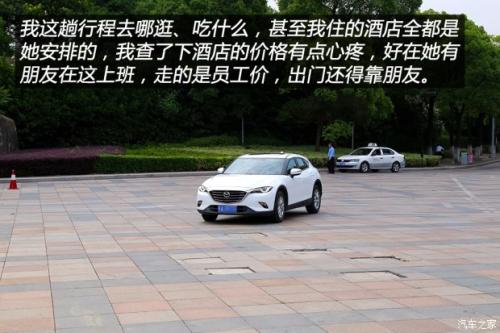 我这趟行程去哪逛、吃什么，甚至我住的酒店全都是
她安排的，我查了下酒店的价格有点心疼，好在她有
朋友在这上班，走的是员工价，出门还得靠朋友。
汽车之家